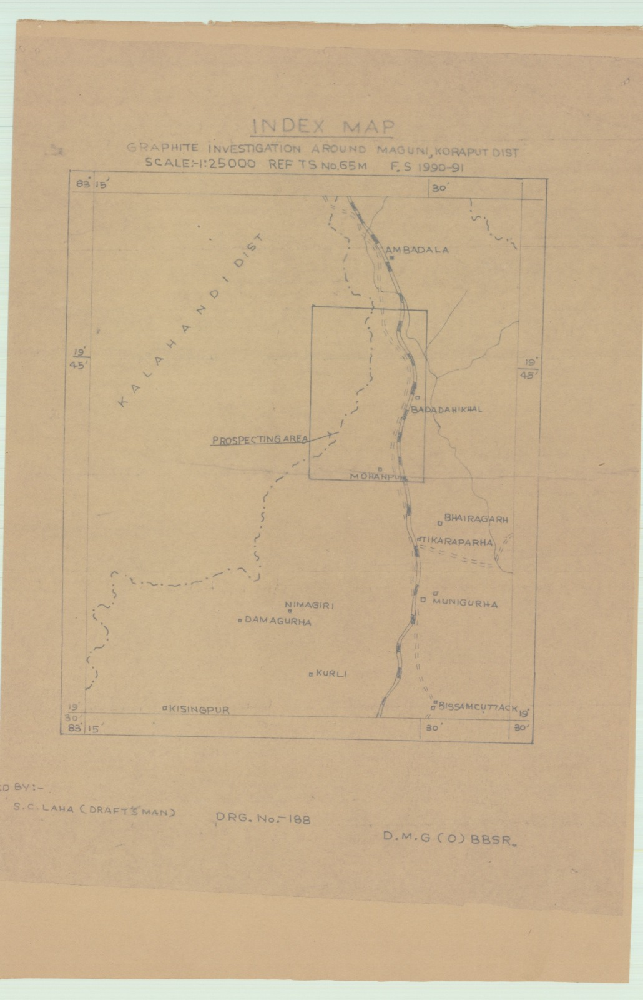 INDEX MAP
GRAPHITE INVESTIGATION AROUND MAGUNI, KORAPUT DIST
SCALE:-1:25000 REF TS No.65M F.S 1990-91
83° 15′
30′
KALAHANDI DIST
AMBADALA
19°
45′
19°
45′
BADADAHIKHAL
PROSPECTING AREA
MOHANPUR
BHAIRAGARH
TIKARAPARHA
MUNIGURHA
NIMAGIRI
DAMAGURHA
KURLI
KISINGPUR
BISSAMCUTTACK
19°
30′
83° 15′
30°
19°
30′
ED BY:-
S.C. LAHA (DRAFT'S MAN)
DRG. No.-188
D.M.G (O) BBSR.